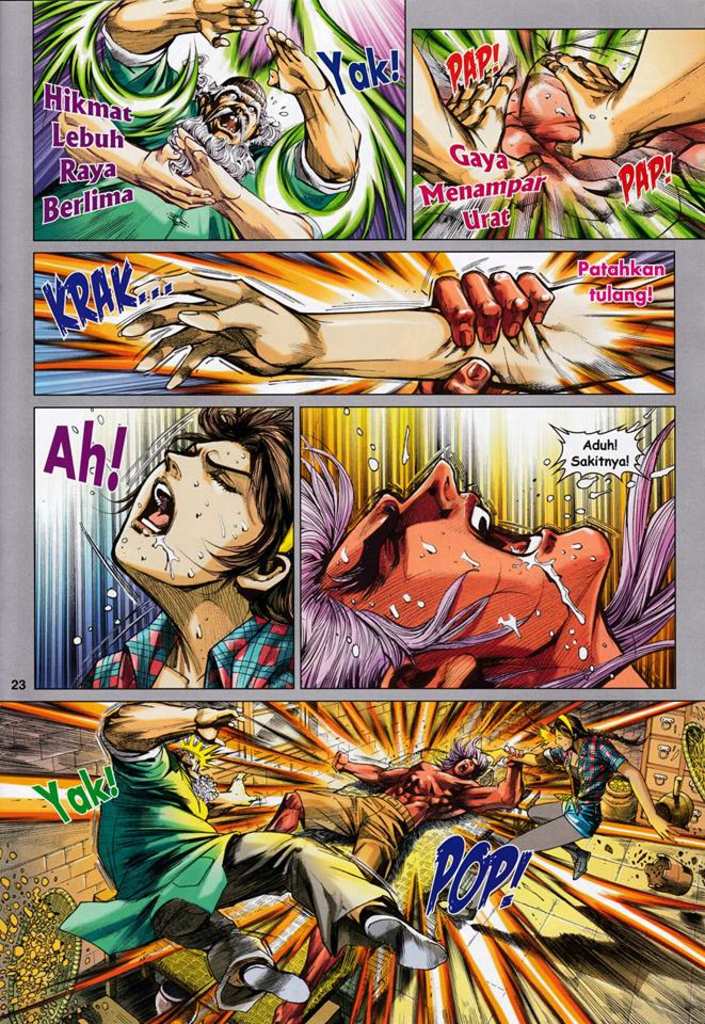 Yak!
Hikmat
Lebuh
Raya
Berlima
PAP!
Gaya
Menampar
Urat
PAP!
KRAK...
Patahkan
tulang!
Ah!
Aduh!
Sakitnya!
23
Yak!
POP!